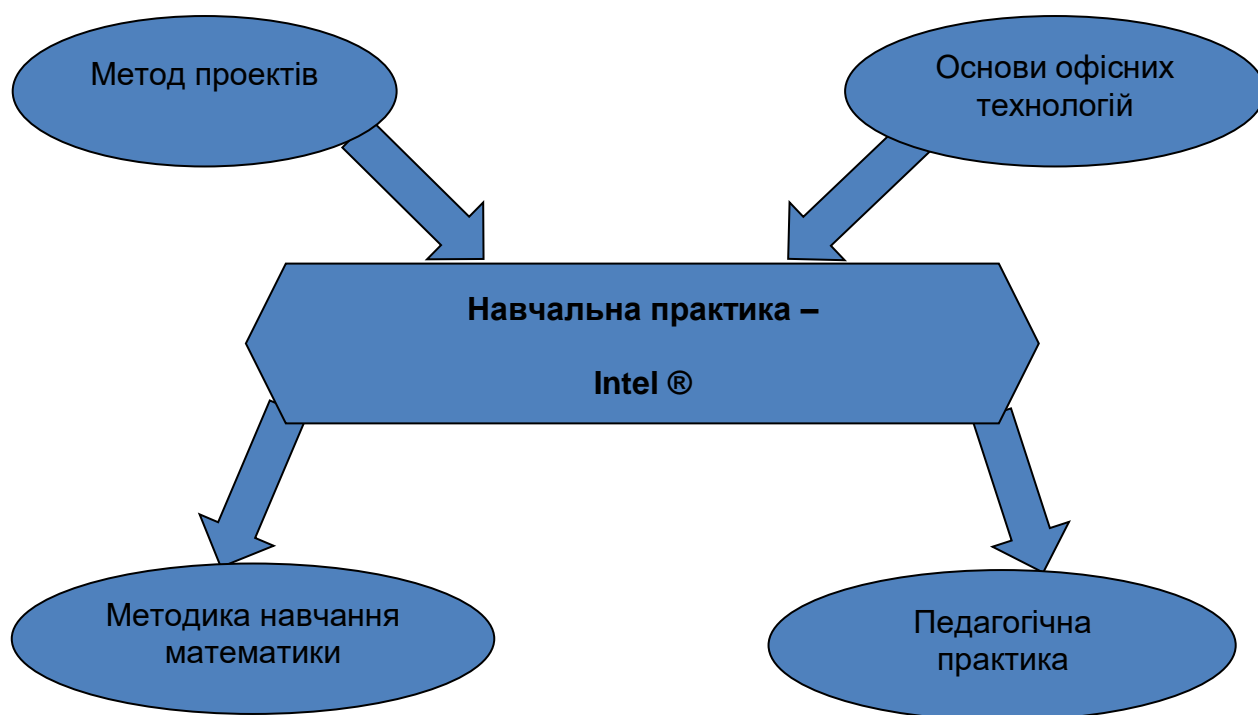 Метод проектів
Основи офісних
технологій
Навчальна практика –
Intel ®
Методика навчання
математики
Педагогічна
практика